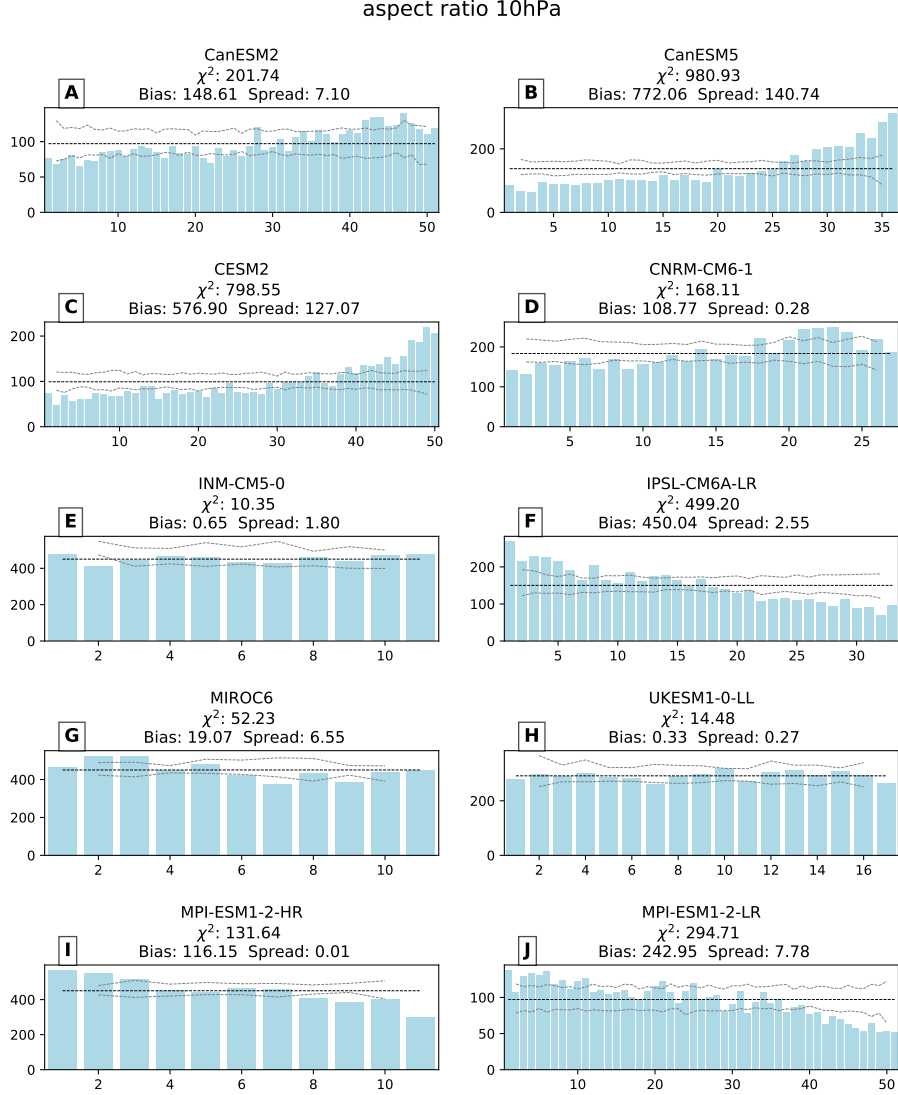 aspect ratio 10hPa
CanESM2
χ²: 201.74
A
Bias: 148.61 Spread: 7.10
100
50
0
10
20
30
40
50
CanESM5
χ²: 980.93
B
Bias: 772.06 Spread: 140.74
200
0
5
10
15
20
25
30
35
CESM2
χ²: 798.55
C
Bias: 576.90 Spread: 127.07
200
100
0
10
20
30
40
50
CNRM-CM6-1
χ²: 168.11
D
Bias: 108.77 Spread: 0.28
200
100
0
5
10
15
20
25
INM-CM5-0
χ²: 10.35
E
Bias: 0.65 Spread: 1.80
400
200
0
2
4
6
8
10
IPSL-CM6A-LR
χ²: 499.20
F
Bias: 450.04 Spread: 2.55
200
100
0
5
10
15
20
25
30
MIROC6
χ²: 52.23
G
Bias: 19.07 Spread: 6.55
400
200
0
2
4
6
8
10
UKESM1-0-LL
χ²: 14.48
H
Bias: 0.33 Spread: 0.27
200
0
2
4
6
8
10
12
14
16
MPI-ESM1-2-HR
χ²: 131.64
I
Bias: 116.15 Spread: 0.01
400
200
0
2
4
6
8
10
MPI-ESM1-2-LR
χ²: 294.71
J
Bias: 242.95 Spread: 7.78
100
50
0
10
20
30
40
50